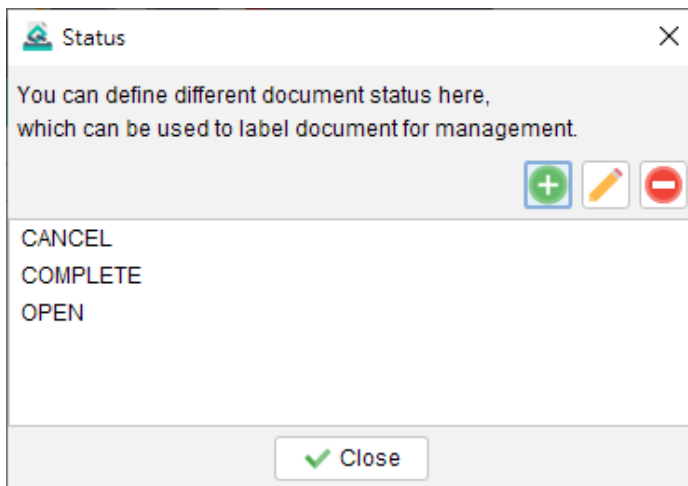 Status
You can define different document status here,
which can be used to label document for management.
CANCEL
COMPLETE
OPEN
Close